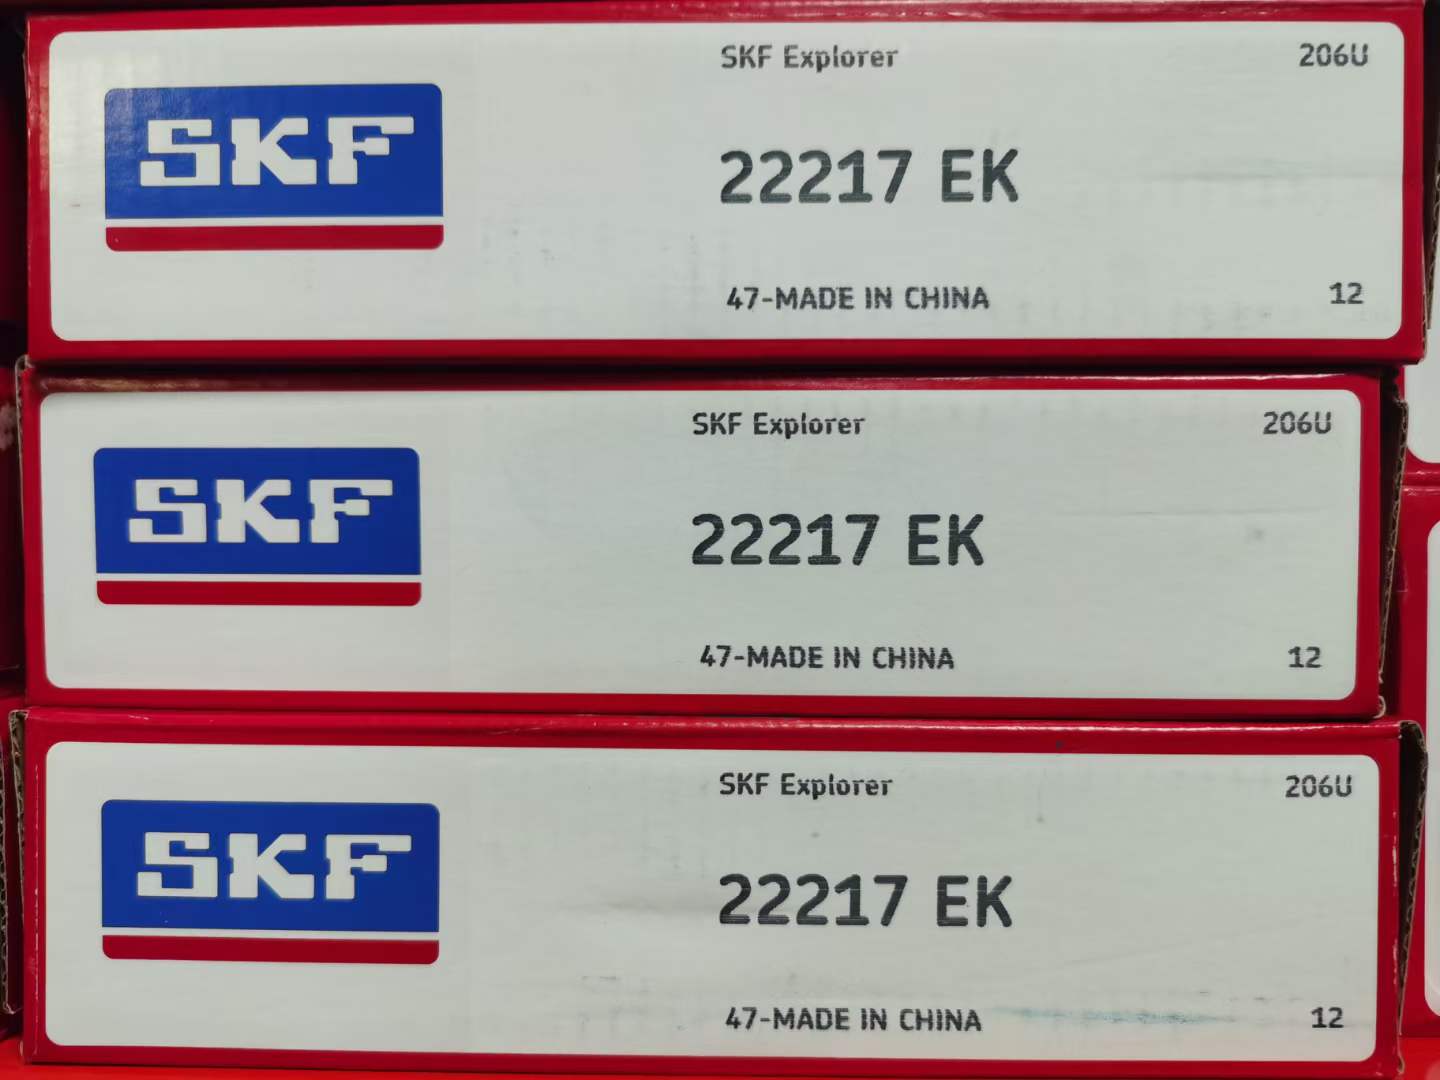 SKF Explorer 206U
SKF
22217 EK
47-MADE IN CHINA 12
SKF Explorer 206U
SKF
22217 EK
47-MADE IN CHINA 12
SKF Explorer 206U
SKF
22217 EK
47-MADE IN CHINA 12